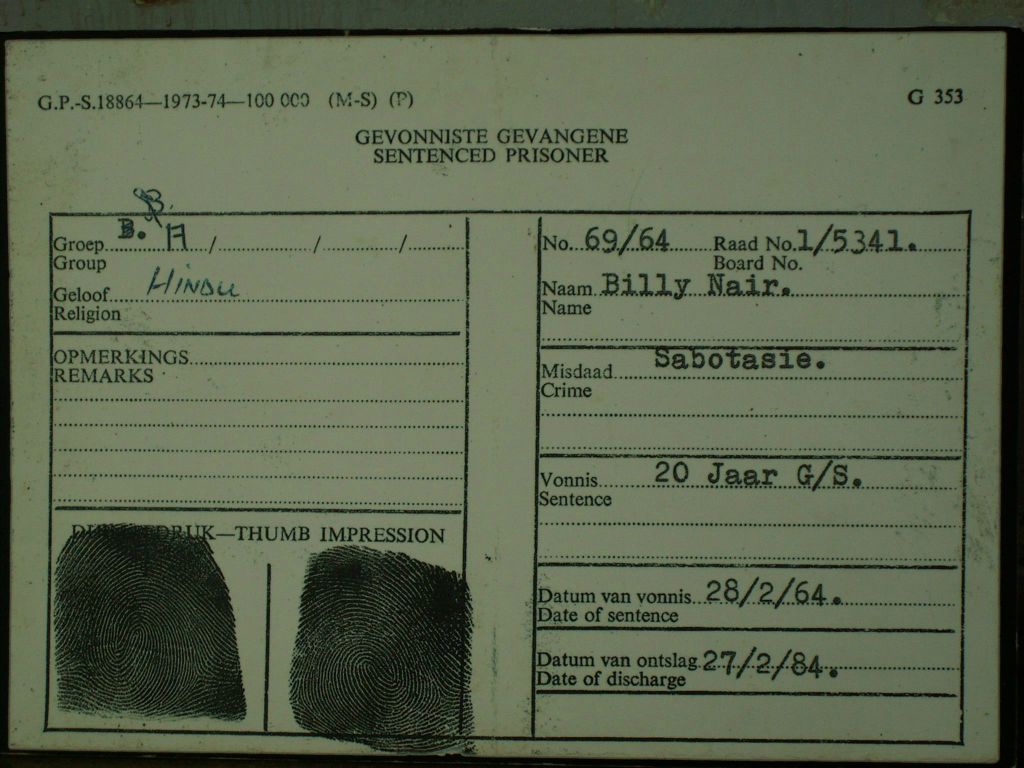 G.P.-S.18864—1973-74—100 000 (M-S) (P)
G 353
GEVONNISTE GEVANGENE
SENTENCED PRISONER
B.
Groep B. A / / /
Group
Geloof Hindu
Religion
OPMERKINGS
REMARKS
DRUK—THUMB IMPRESSION
No. 69/64 Raad No. 1/5341.
Board No.
Naam Billy Nair.
Name
Misdaad Sabotasie.
Crime
Vonnis 20 Jaar G/S.
Sentence
Datum van vonnis 28/2/64.
Date of sentence
Datum van ontslag 27/2/84.
Date of discharge